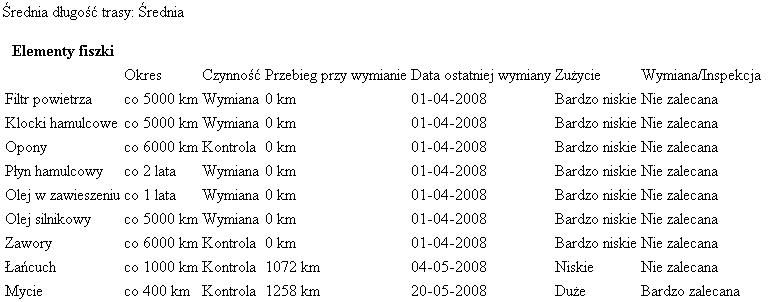 Średnia długość trasy: Średnia
Elementy fiszki
Okres Czynność Przebieg przy wymianie Data ostatniej wymiany Zużycie Wymiana/Inspekcja
Filtr powietrza co 5000 km Wymiana 0 km 01-04-2008 Bardzo niskie Nie zalecana
Klocki hamulcowe co 5000 km Wymiana 0 km 01-04-2008 Bardzo niskie Nie zalecana
Opony co 6000 km Kontrola 0 km 01-04-2008 Bardzo niskie Nie zalecana
Płyn hamulcowy co 2 lata Wymiana 0 km 01-04-2008 Bardzo niskie Nie zalecana
Olej w zawieszeniu co 1 lata Wymiana 0 km 01-04-2008 Bardzo niskie Nie zalecana
Olej silnikowy co 5000 km Wymiana 0 km 01-04-2008 Bardzo niskie Nie zalecana
Zawory co 6000 km Kontrola 0 km 01-04-2008 Bardzo niskie Nie zalecana
Łańcuch co 1000 km Kontrola 1072 km 04-05-2008 Niskie Nie zalecana
Mycie co 400 km Kontrola 1258 km 20-05-2008 Duże Bardzo zalecana